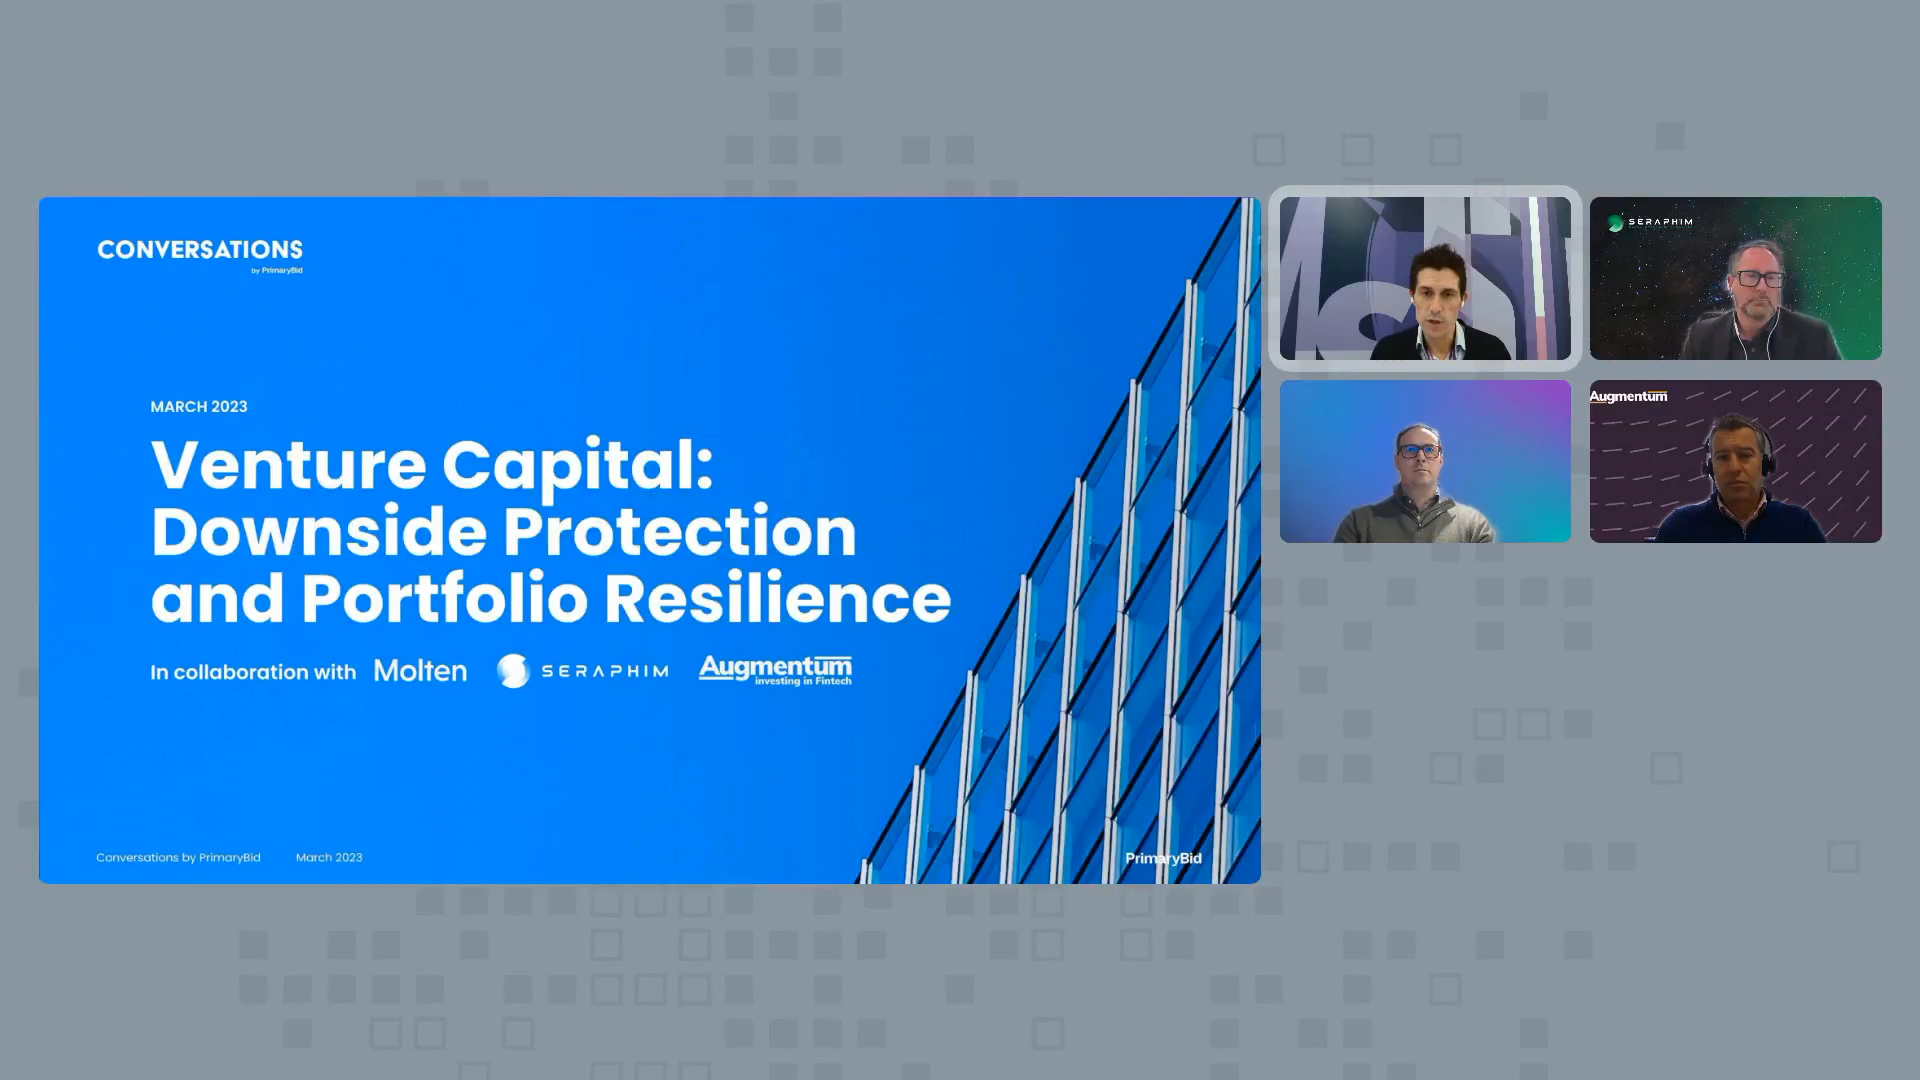 CONVERSATIONS
by PrimaryBid
MARCH 2023
Venture Capital:
Downside Protection
and Portfolio Resilience
In collaboration with Molten SERAPHIM Augmentum
investing in Fintech
Conversations by PrimaryBid March 2023
PrimaryBid
SERAPHIM
Augmentum